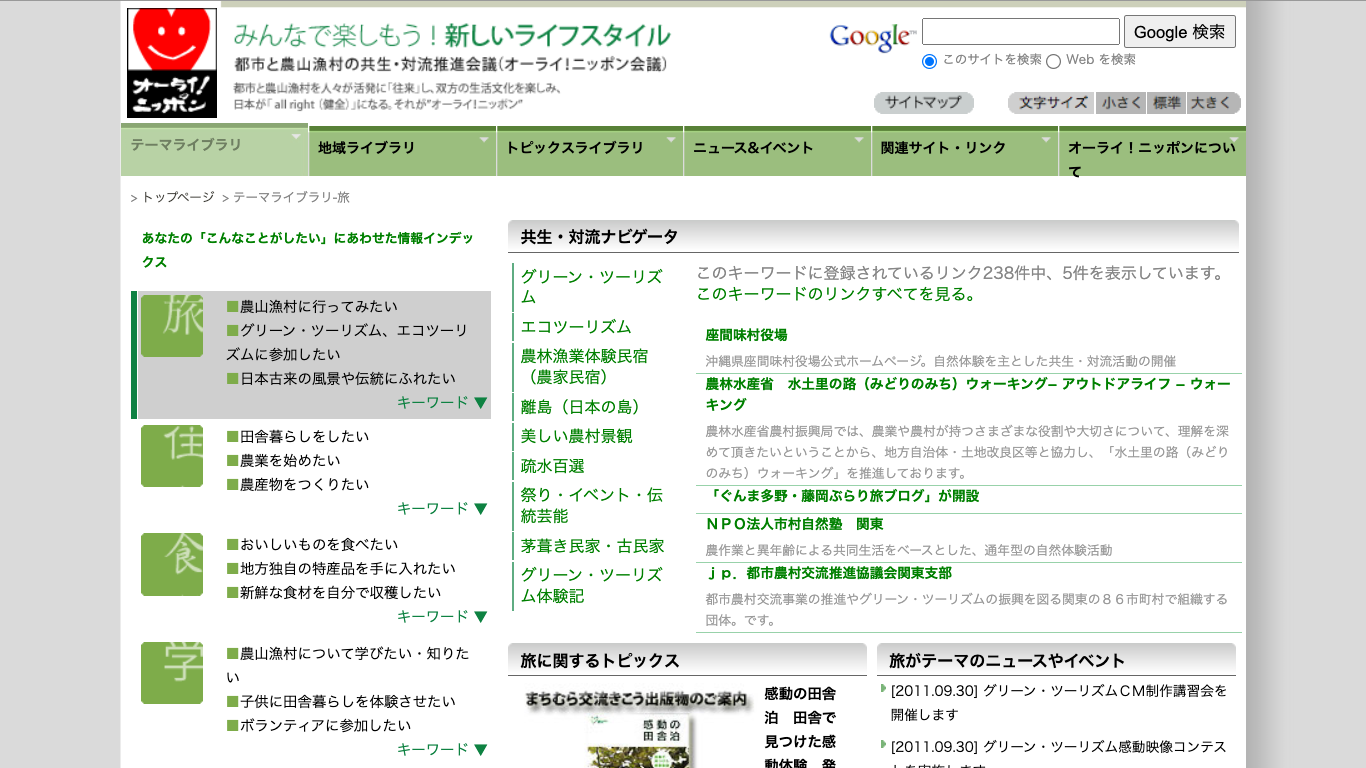 オーライ!
ニッポン
みんなで楽しもう！新しいライフスタイル
都市と農山漁村の共生・対流推進会議(オーライ!ニッポン会議)
都市と農山漁村を人々が活発に「往来」し、双方の生活文化を楽しみ、
日本が「all right（健全）」になる。それが"オーライ!ニッポン"
Google™
Google 検索
このサイトを検索 Web を検索
サイトマップ
文字サイズ 小さく 標準 大きく
テーマライブラリ
地域ライブラリ
トピックスライブラリ
ニュース&イベント
関連サイト・リンク
オーライ！ニッポンについ
て
> トップページ > テーマライブラリ-旅
あなたの「こんなことがしたい」にあわせた情報インデッ
クス
旅
■農山漁村に行ってみたい
■グリーン・ツーリズム、エコツーリ
ズムに参加したい
■日本古来の風景や伝統にふれたい
キーワード ▼
住
■田舎暮らしをしたい
■農業を始めたい
■農産物をつくりたい
キーワード ▼
食
■おいしいものを食べたい
■地方独自の特産品を手に入れたい
■新鮮な食材を自分で収穫したい
キーワード ▼
学
■農山漁村について学びたい・知りた
い
■子供に田舎暮らしを体験させたい
■ボランティアに参加したい
キーワード ▼
共生・対流ナビゲータ
グリーン・ツーリズ
ム
エコツーリズム
農林漁業体験民宿
（農家民宿）
離島（日本の島）
美しい農村景観
疏水百選
祭り・イベント・伝
統芸能
茅葺き民家・古民家
グリーン・ツーリズ
ム体験記
このキーワードに登録されているリンク238件中、5件を表示しています。
このキーワードのリンクすべてを見る。
座間味村役場
沖縄県座間味村役場公式ホームページ。自然体験を主とした共生・対流活動の開催
農林水産省　水土里の路（みどりのみち）ウォーキング– アウトドアライフ – ウォー
キング
農林水産省農村振興局では、農業や農村が持つさまざまな役割や大切さについて、理解を深
めて頂きたいということから、地方自治体・土地改良区等と協力し、「水土里の路（みどり
のみち）ウォーキング」を推進しております。
「ぐんま多野・藤岡ぶらり旅ブログ」が開設
ＮＰＯ法人市村自然塾　関東
農作業と異年齢による共同生活をベースとした、通年型の自然体験活動
ｊｐ．都市農村交流推進協議会関東支部
都市農村交流事業の推進やグリーン・ツーリズムの振興を図る関東の８６市町村で組織する
団体。です。
旅に関するトピックス
まちむら交流きこう出版物のご案内
感動の
田舎泊
感動の田舎
泊　田舎で
見つけた感
動体験　発
旅がテーマのニュースやイベント
[2011.09.30] グリーン・ツーリズムＣＭ制作講習会を
開催します
[2011.09.30] グリーン・ツーリズム感動映像コンテス
トを実施します